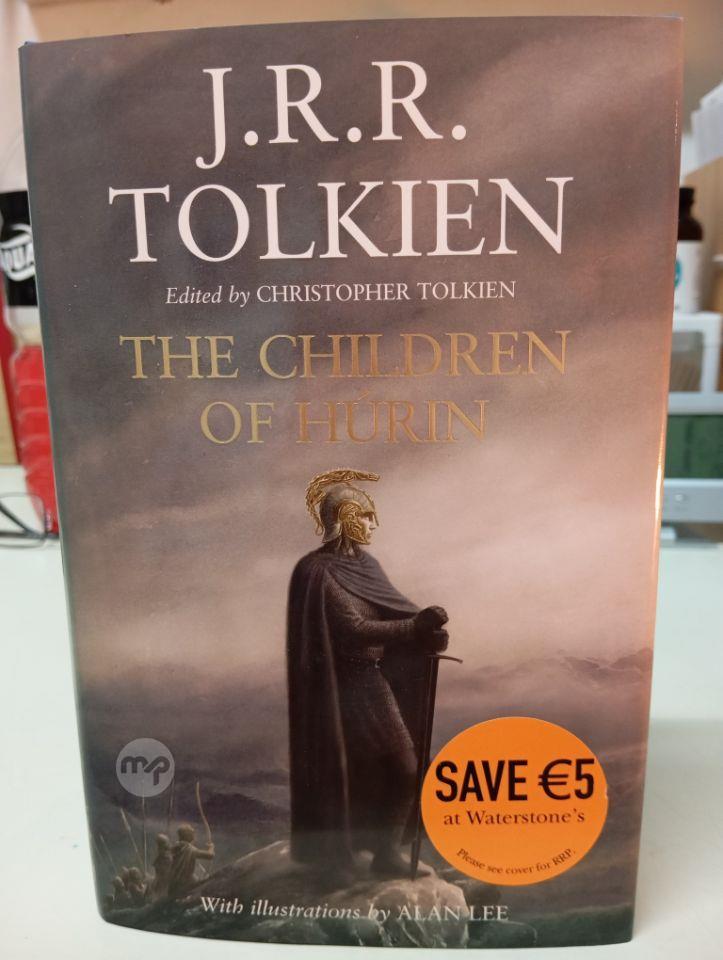 J.R.R.
TOLKIEN
Edited by CHRISTOPHER TOLKIEN
THE CHILDREN
OF HÚRIN
mp
SAVE €5
at Waterstone's
Please see cover for RRP.
With illustrations by ALAN LEE